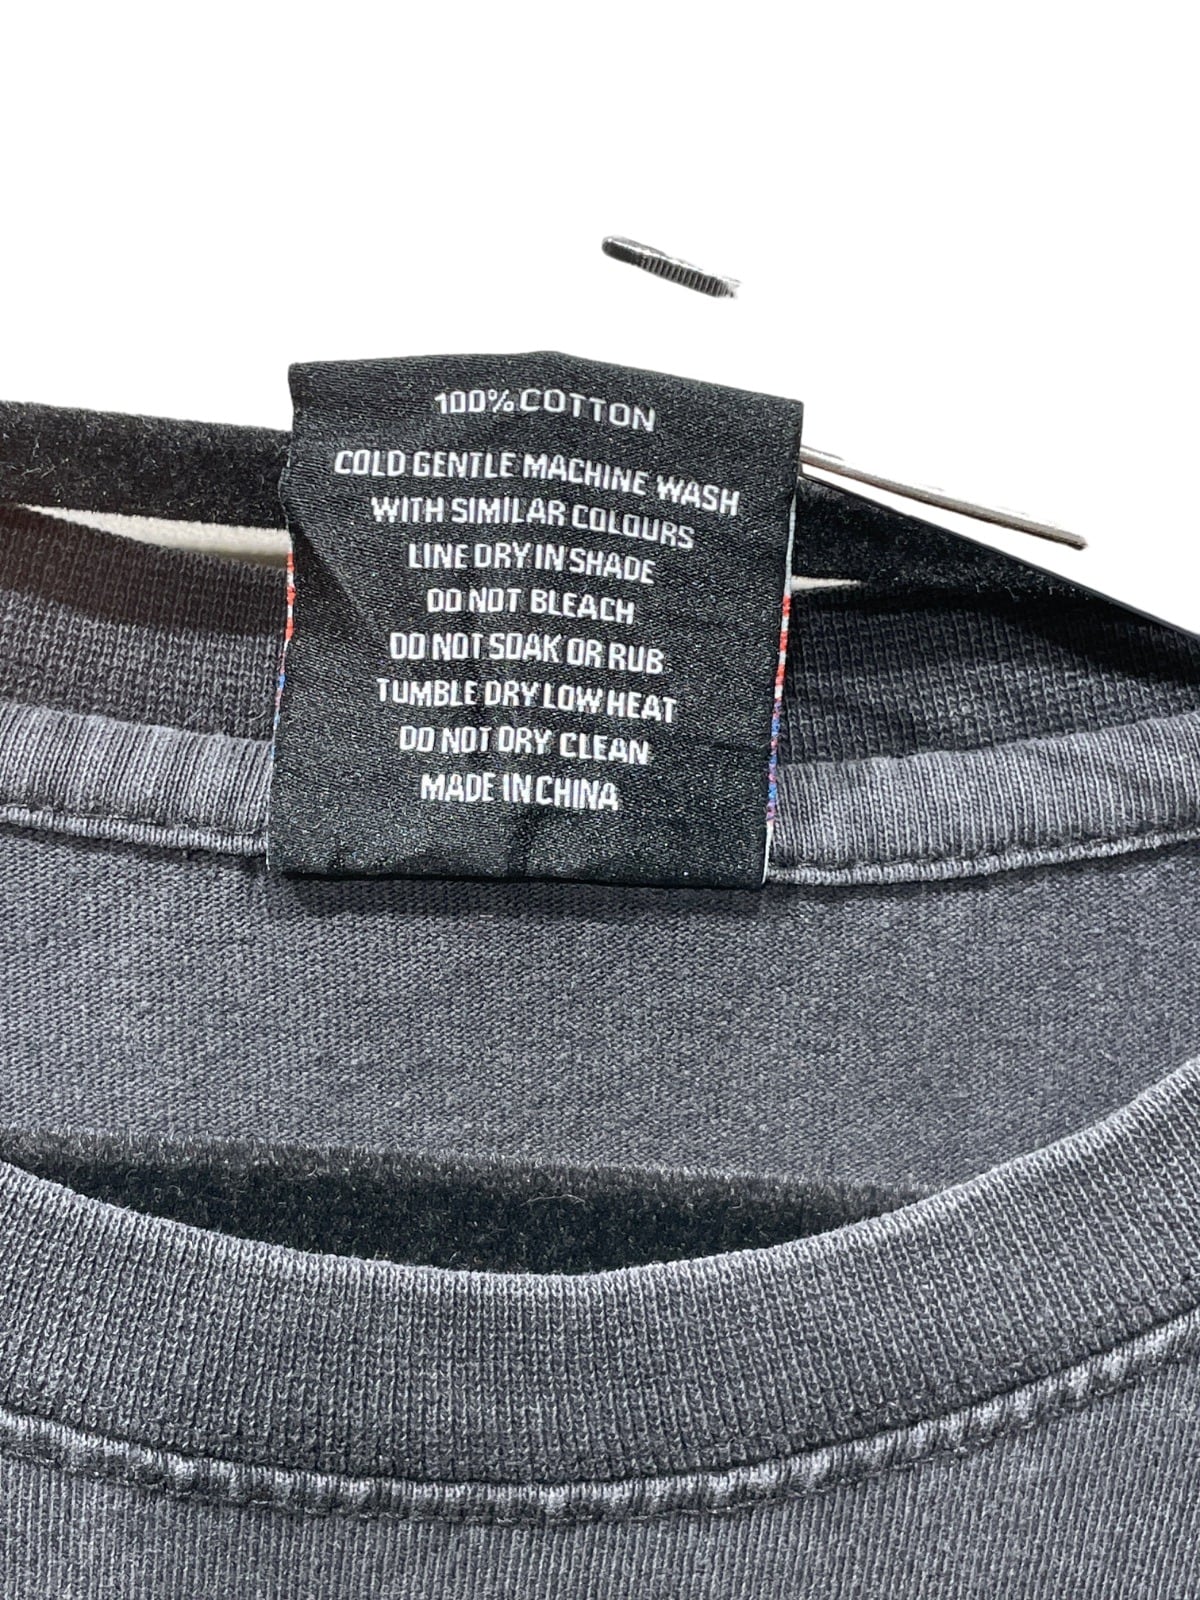 100% COTTON
COLD GENTLE MACHINE WASH
WITH SIMILAR COLOURS
LINE DRY IN SHADE
DO NOT BLEACH
DO NOT SOAK OR RUB
TUMBLE DRY LOW HEAT
DO NOT DRY CLEAN
MADE IN CHINA